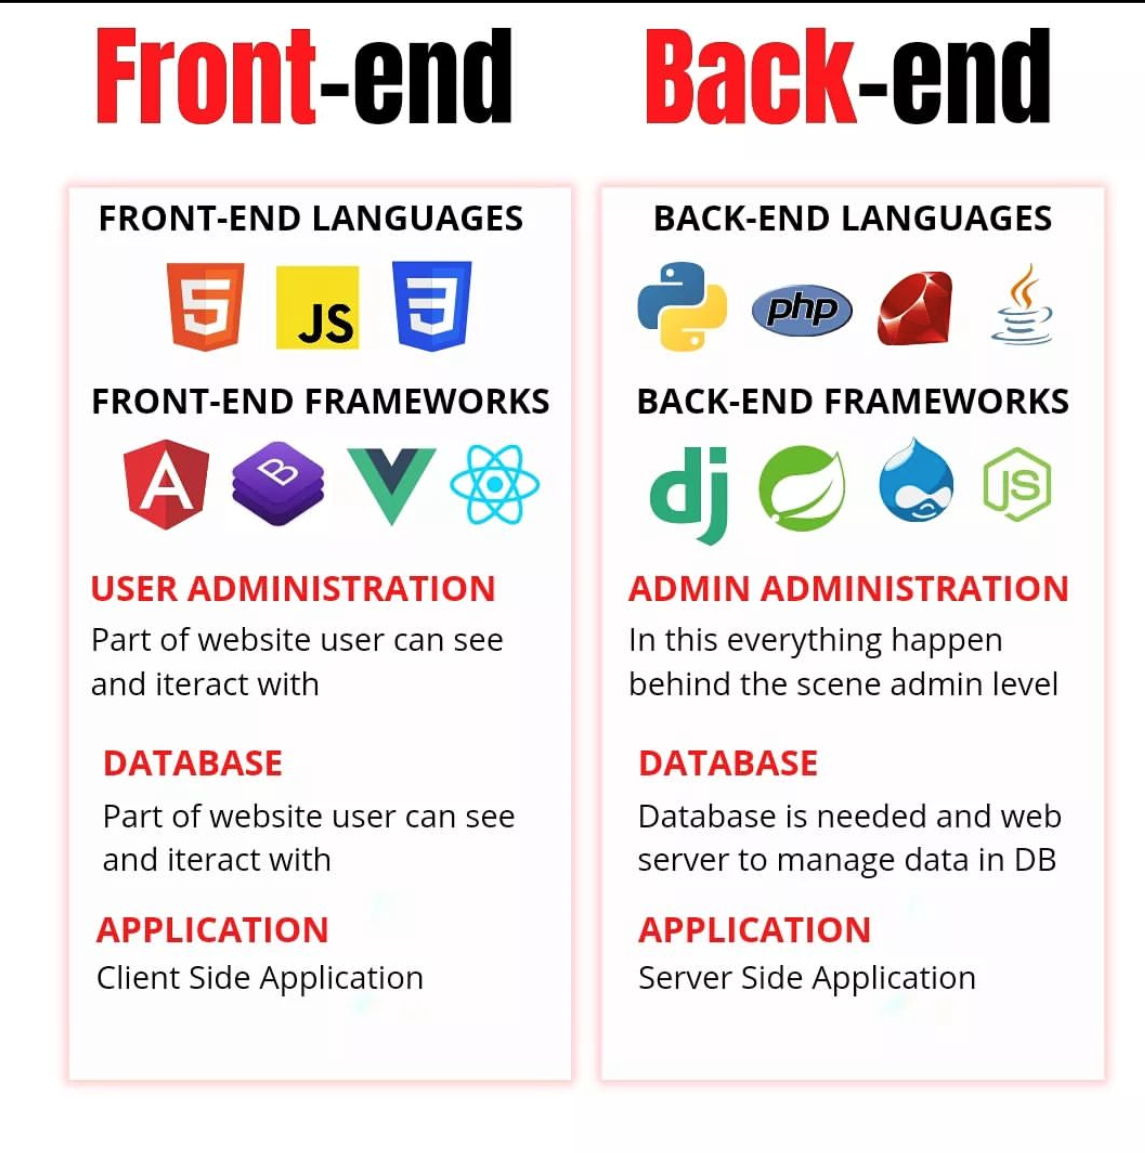 Front-end
Back-end
FRONT-END LANGUAGES
5
JS
3
FRONT-END FRAMEWORKS
A
B
USER ADMINISTRATION
Part of website user can see
and iteract with
DATABASE
Part of website user can see
and iteract with
APPLICATION
Client Side Application
BACK-END LANGUAGES
php
BACK-END FRAMEWORKS
dj
JS
ADMIN ADMINISTRATION
In this everything happen
behind the scene admin level
DATABASE
Database is needed and web
server to manage data in DB
APPLICATION
Server Side Application